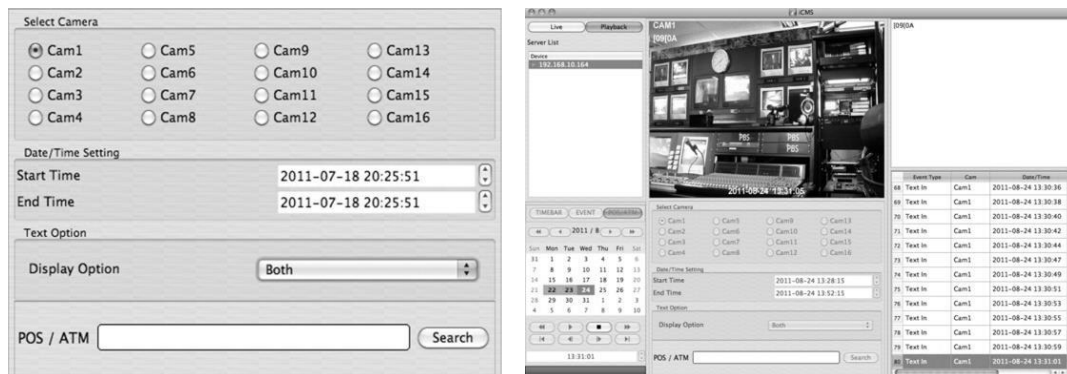 Select Camera
Cam1 Cam5 Cam9 Cam13
Cam2 Cam6 Cam10 Cam14
Cam3 Cam7 Cam11 Cam15
Cam4 Cam8 Cam12 Cam16
Date/Time Setting
Start Time 2011-07-18 20:25:51
End Time 2011-07-18 20:25:51
Text Option
Display Option Both
POS / ATM Search
iCMS
Live Playback
Server List
Device
192.168.10.164
CAM1
[09[0A
PBS PBS
PBS
2011-08-24 13:31:05
[09[0A
TIMEBAR EVENT
2011 / 8
Sun Mon Tue Wed Thu Fri Sat
31 1 2 3 4 5 6
7 8 9 10 11 12 13
14 15 16 17 18 19 20
21 22 23 24 25 26 27
28 29 30 31 1 2 3
4 5 6 7 8 9 10
13:31:01
Select Camera
Cam1 Cam5 Cam9 Cam13
Cam2 Cam6 Cam10 Cam14
Cam3 Cam7 Cam11 Cam15
Cam4 Cam8 Cam12 Cam16
Date/Time Setting
Start Time 2011-08-24 13:28:15
End Time 2011-08-24 13:52:15
Text Option
Display Option Both
POS / ATM Search
Event Type Cam Date/Time
68 Text In Cam1 2011-08-24 13:30:36
69 Text In Cam1 2011-08-24 13:30:38
70 Text In Cam1 2011-08-24 13:30:40
71 Text In Cam1 2011-08-24 13:30:42
72 Text In Cam1 2011-08-24 13:30:44
73 Text In Cam1 2011-08-24 13:30:47
74 Text In Cam1 2011-08-24 13:30:49
75 Text In Cam1 2011-08-24 13:30:51
76 Text In Cam1 2011-08-24 13:30:53
77 Text In Cam1 2011-08-24 13:30:55
78 Text In Cam1 2011-08-24 13:30:57
79 Text In Cam1 2011-08-24 13:30:59
80 Text In Cam1 2011-08-24 13:31:01